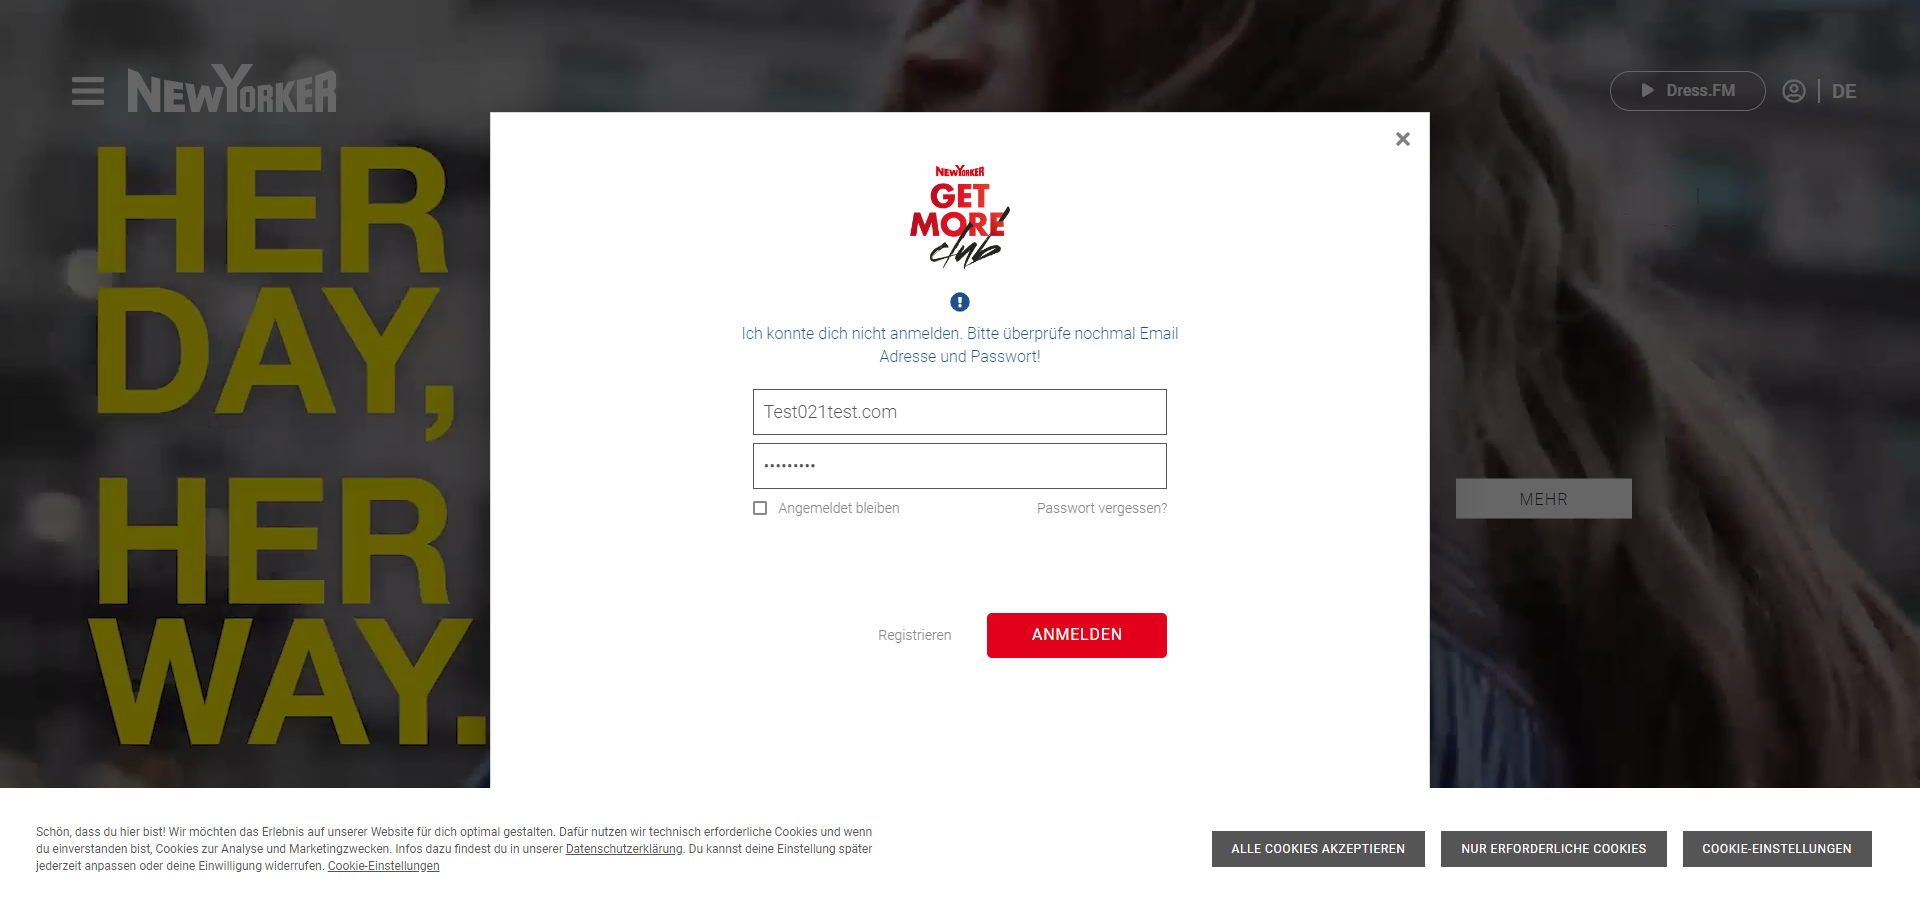 NEWYORKER
Dress.FM
DE
HER
DAY,
HER
WAY.
NEWYORKER
GET
MORE
club
Ich konnte dich nicht anmelden. Bitte überprüfe nochmal Email
Adresse und Passwort!
Test021test.com
•••••••••
Angemeldet bleiben
Passwort vergessen?
Registrieren
ANMELDEN
MEHR
Schön, dass du hier bist! Wir möchten das Erlebnis auf unserer Website für dich optimal gestalten. Dafür nutzen wir technisch erforderliche Cookies und wenn
du einverstanden bist, Cookies zur Analyse und Marketingzwecken. Infos dazu findest du in unserer Datenschutzerklärung. Du kannst deine Einstellung später
jederzeit anpassen oder deine Einwilligung widerrufen. Cookie-Einstellungen
ALLE COOKIES AKZEPTIEREN
NUR ERFORDERLICHE COOKIES
COOKIE-EINSTELLUNGEN